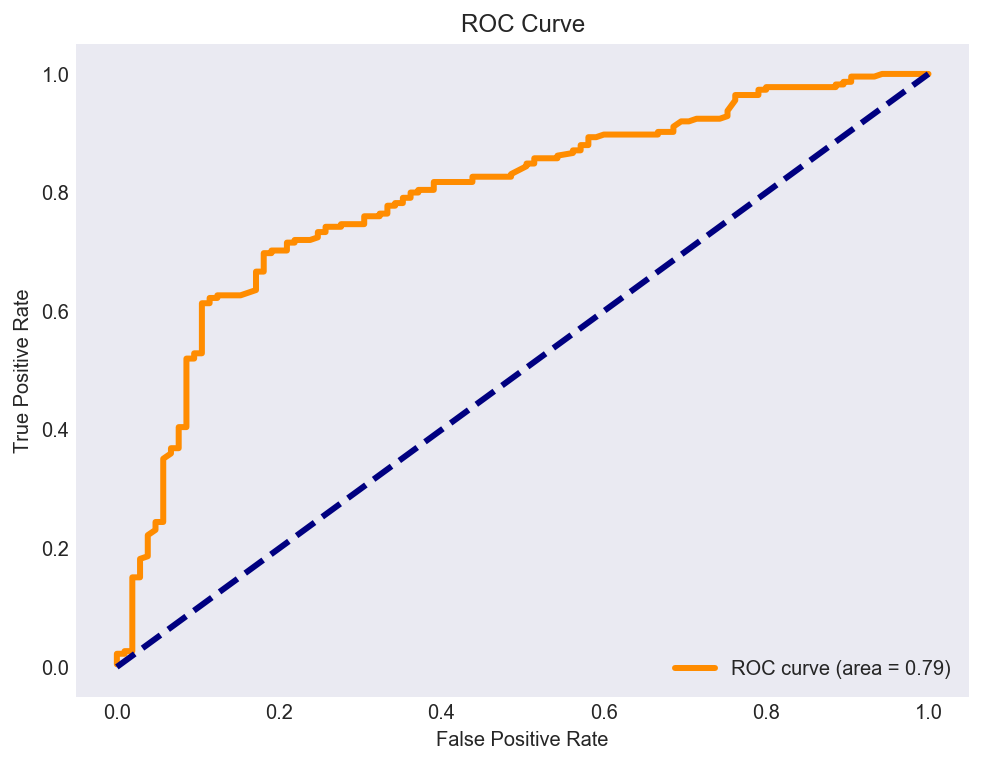 ROC Curve
1.0
0.8
0.6
0.4
0.2
0.0
True Positive Rate
ROC curve (area = 0.79)
0.0 0.2 0.4 0.6 0.8 1.0
False Positive Rate